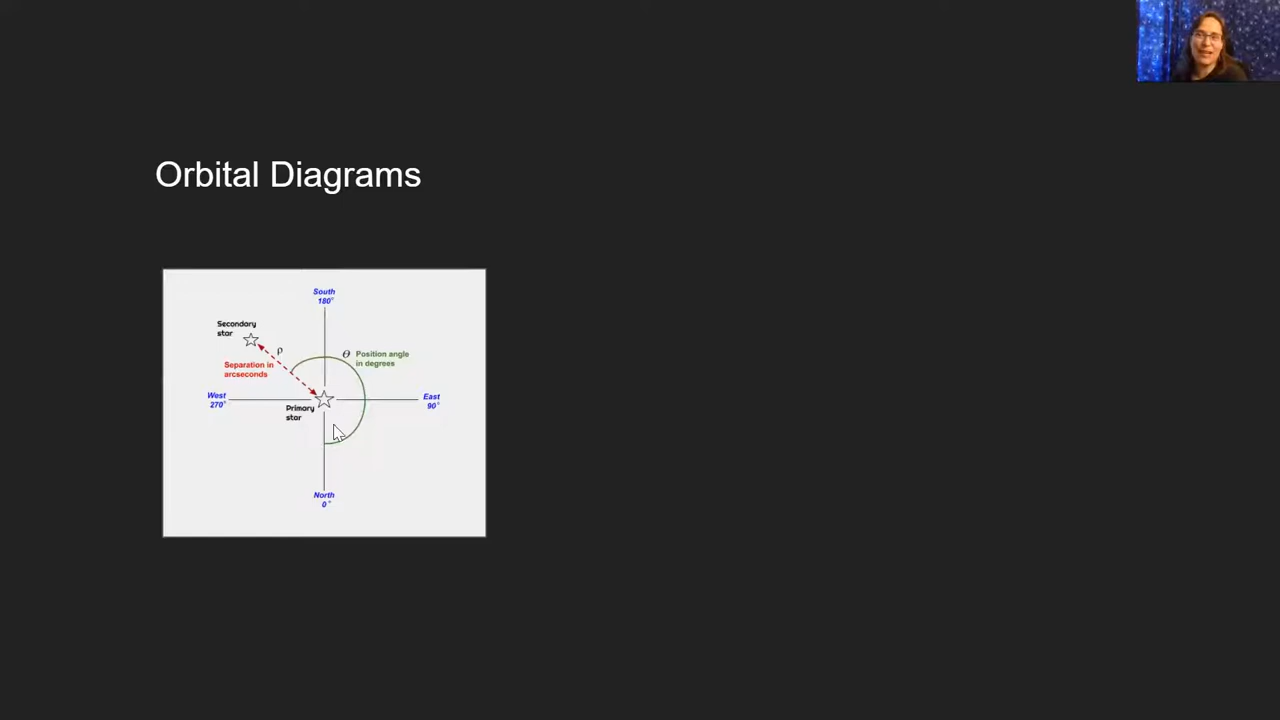 Orbital Diagrams
South
180°
Secondary
star
ρ
θ
Position angle
in degrees
Separation in
arcseconds
West
270°
East
90°
Primary
star
North
0°